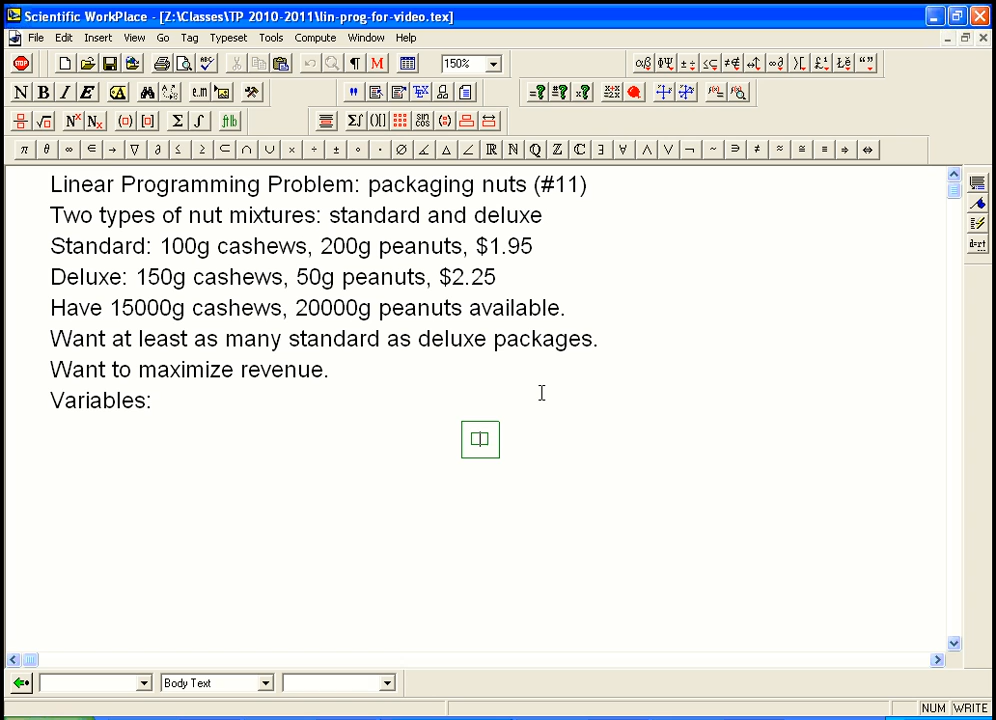 Scientific WorkPlace - [Z:\Classes\TP 2010-2011\lin-prog-for-video.tex]
File Edit Insert View Go Tag Typeset Tools Compute Window Help
150%
Linear Programming Problem: packaging nuts (#11)
Two types of nut mixtures: standard and deluxe
Standard: 100g cashews, 200g peanuts, $1.95
Deluxe: 150g cashews, 50g peanuts, $2.25
Have 15000g cashews, 20000g peanuts available.
Want at least as many standard as deluxe packages.
Want to maximize revenue.
Variables:
Body Text
NUM WRITE